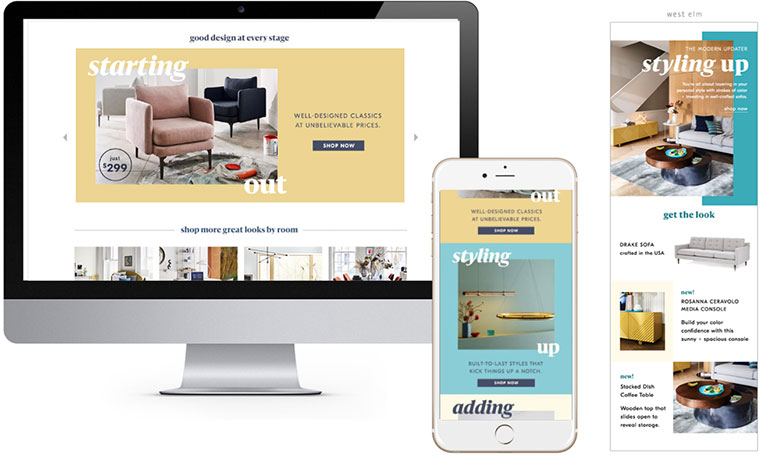 good design at every stage
starting
WELL-DESIGNED CLASSICS
AT UNBELIEVABLE PRICES.
SHOP NOW
just
$299
out
shop more great looks by room
out
WELL-DESIGNED CLASSICS
AT UNBELIEVABLE PRICES.
SHOP NOW
styling
up
BUILT-TO-LAST STYLES THAT
KICK THINGS UP A NOTCH.
SHOP NOW
adding
west elm
THE MODERN UPDATER
styling up
You're all about layering in your
personal style with strokes of color
+ investing in well-crafted sofas.
shop now
get the look
DRAKE SOFA
crafted in the USA
new!
ROSANNA CERAVOLO
MEDIA CONSOLE
Build your color
confidence with this
sunny + spacious console
new!
Stacked Dish
Coffee Table
Wooden top that
slides open to
reveal storage.